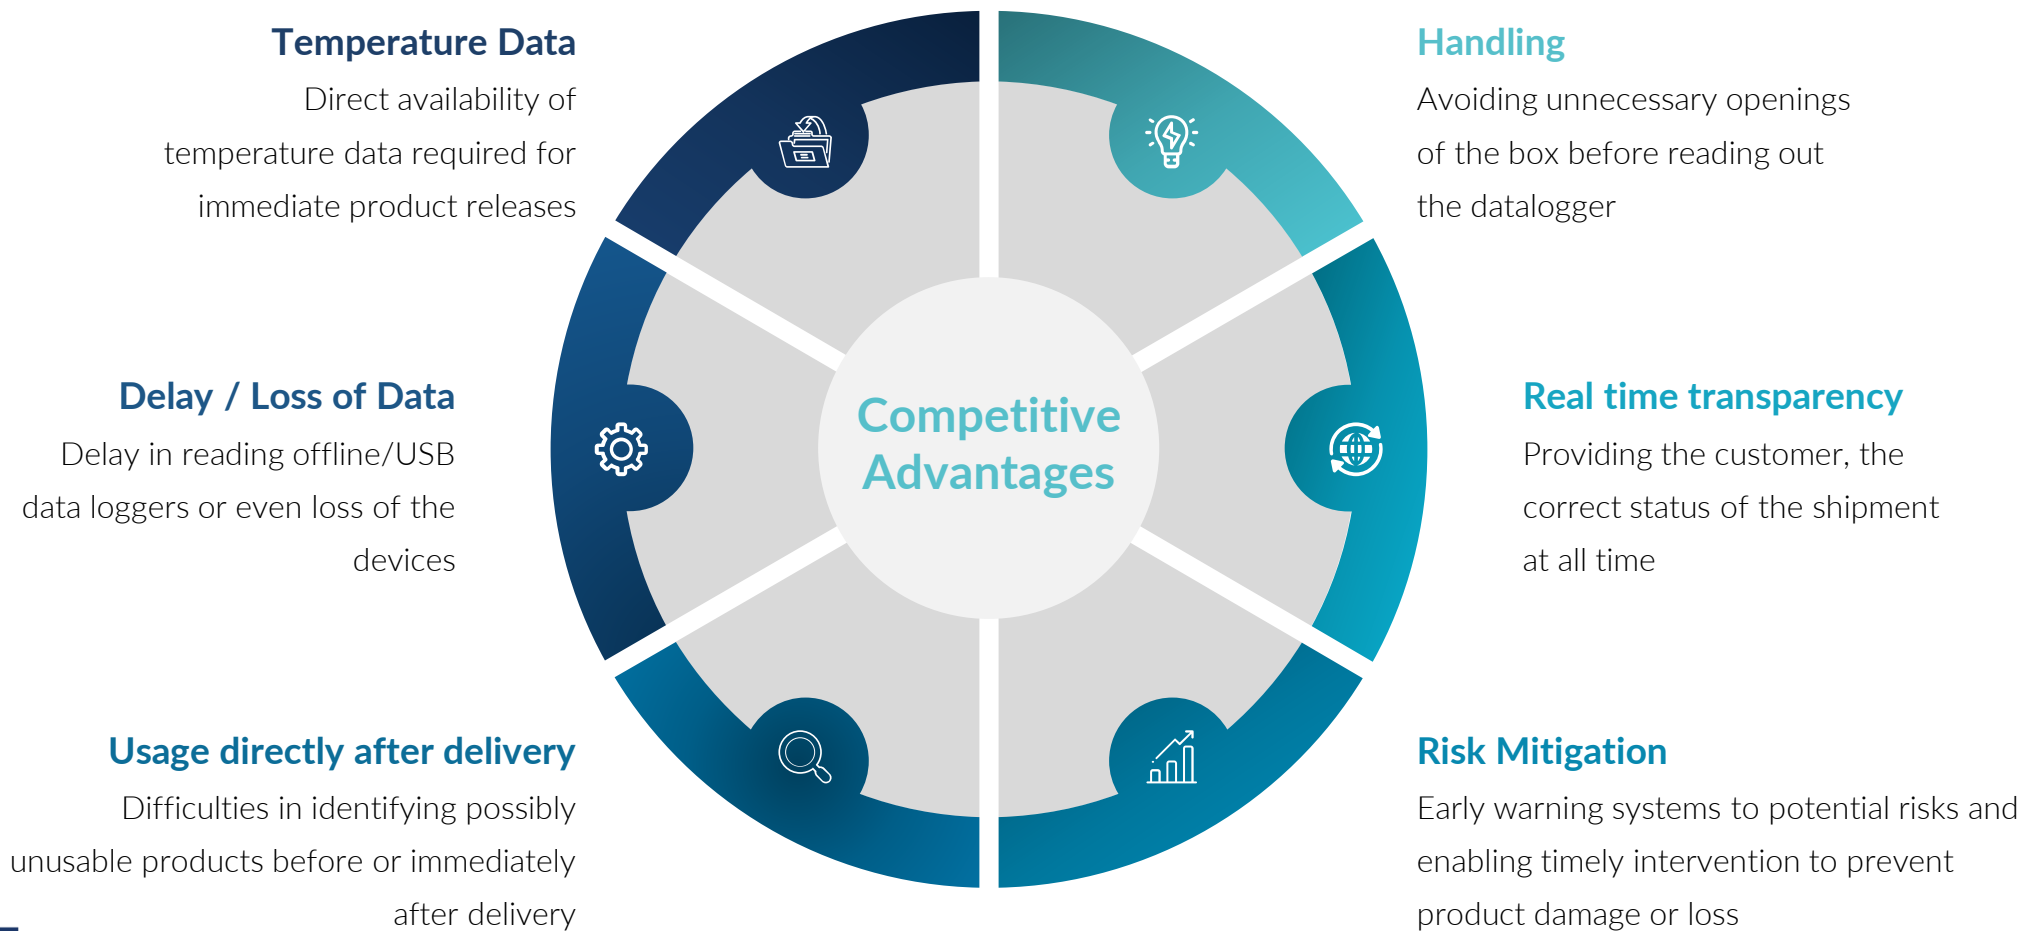 Temperature Data
Direct availability of
temperature data required for
immediate product releases
Delay / Loss of Data
Delay in reading offline/USB
data loggers or even loss of the
devices
Usage directly after delivery
Difficulties in identifying possibly
unusable products before or immediately
after delivery
Competitive
Advantages
Handling
Avoiding unnecessary openings
of the box before reading out
the datalogger
Real time transparency
Providing the customer, the
correct status of the shipment
at all time
Risk Mitigation
Early warning systems to potential risks and
enabling timely intervention to prevent
product damage or loss